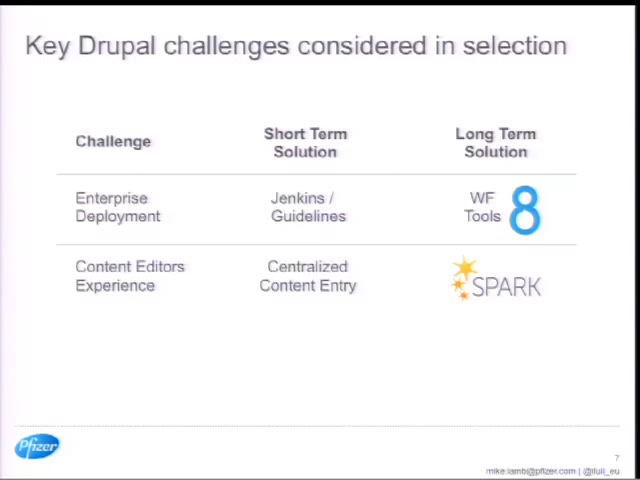 Key Drupal challenges considered in selection
Challenge
Short Term
Solution
Long Term
Solution
Enterprise
Deployment
Jenkins /
Guidelines
WF
Tools
8
Content Editors
Experience
Centralized
Content Entry
SPARK
Pfizer
7
mike.lamb@pfizer.com |